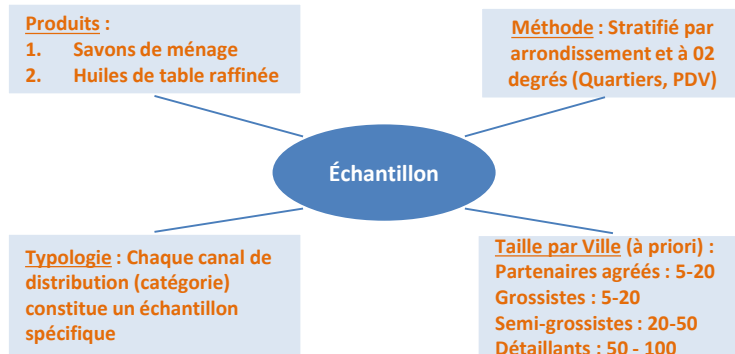 Produits :
1. Savons de ménage
2. Huiles de table raffinée
Méthode : Stratifié par
arrondissement et à 02
degrés (Quartiers, PDV)
Échantillon
Typologie : Chaque canal de
distribution (catégorie)
constitue un échantillon
spécifique
Taille par Ville (à priori) :
Partenaires agréés : 5-20
Grossistes : 5-20
Semi-grossistes : 20-50
Détaillants : 50 - 100